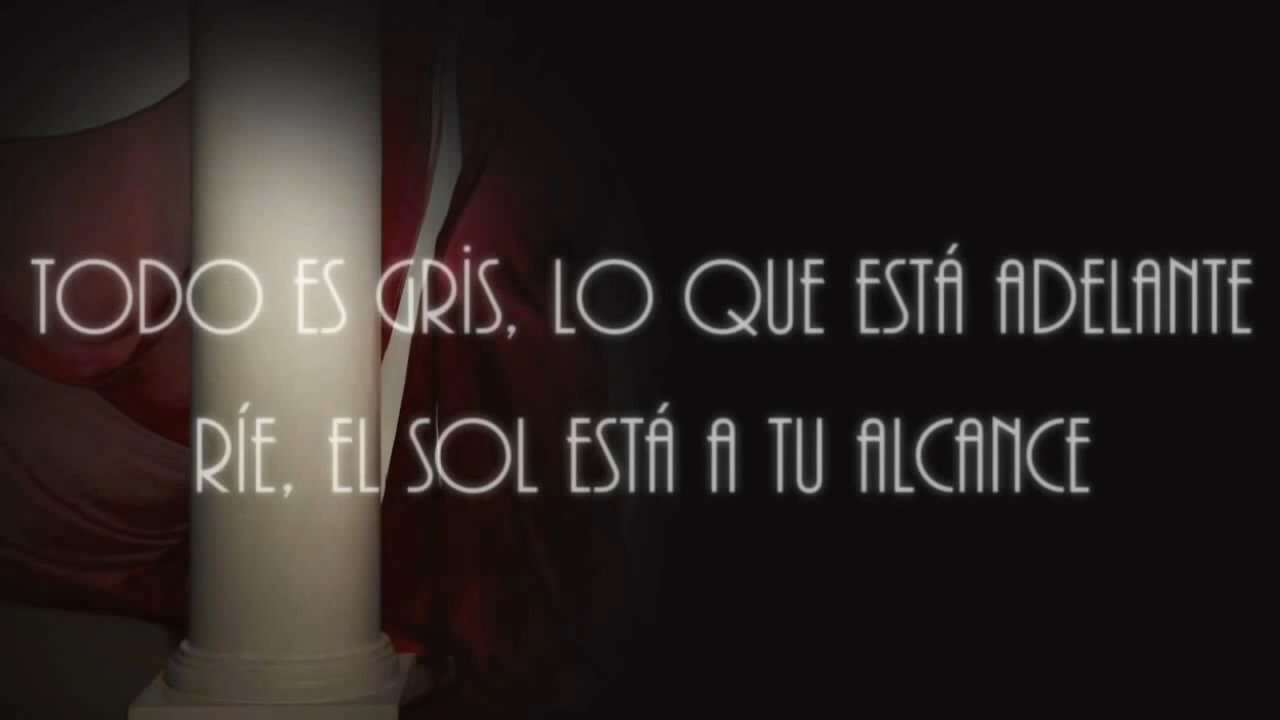 TODO ES GRIS, LO QUE ESTÁ ADELANTE
RÍE, EL SOL ESTÁ A TU ALCANCE